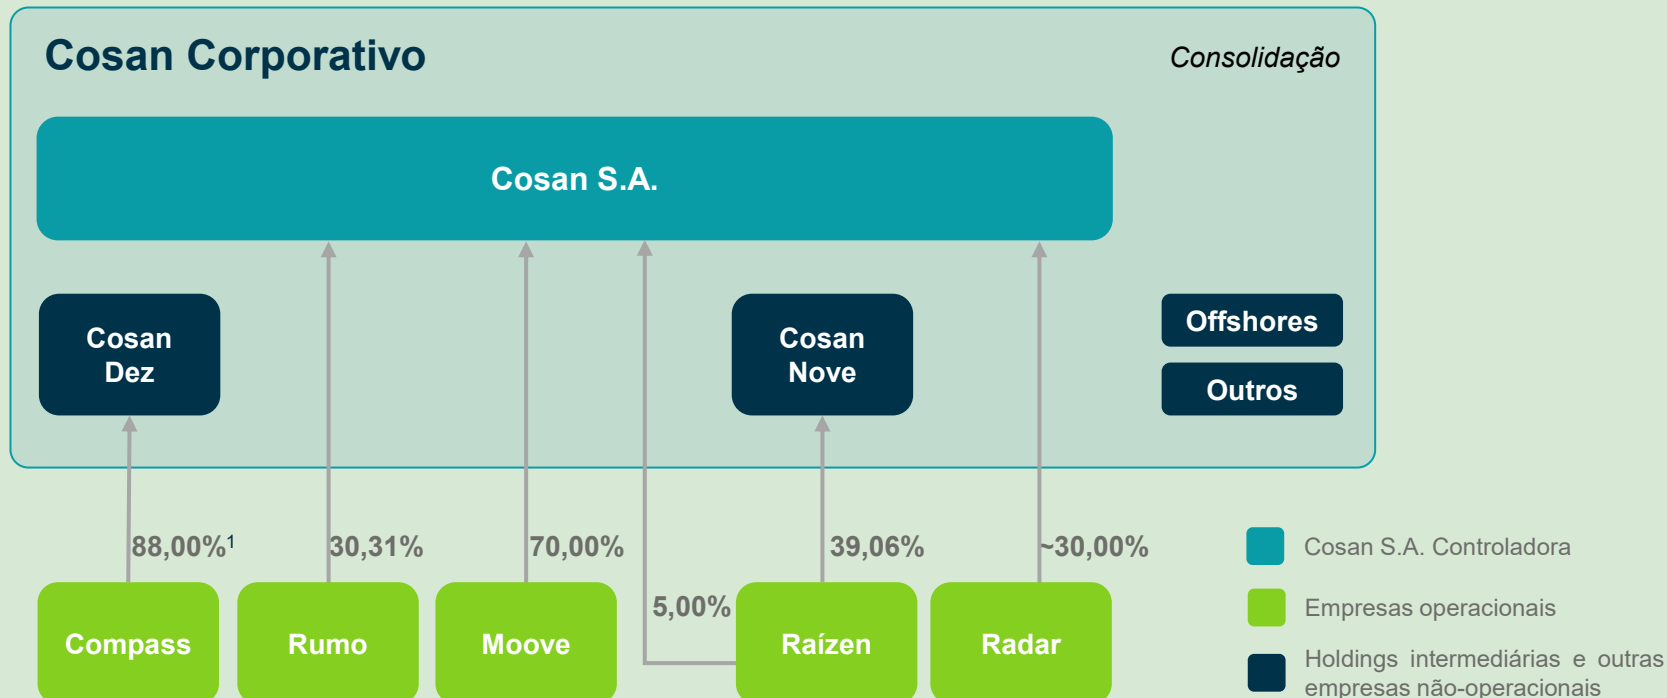 Cosan Corporativo
Consolidação
Cosan S.A.
Cosan
Dez
Cosan
Nove
Offshores
Outros
88,00%¹
30,31%
70,00%
39,06%
~30,00%
5,00%
Compass
Rumo
Moove
Raízen
Radar
Cosan S.A. Controladora
Empresas operacionais
Holdings intermediárias e outras
empresas não-operacionais